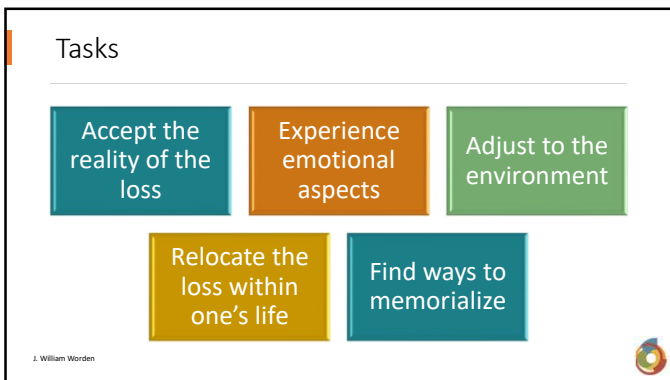 Tasks
Accept the
reality of the
loss
Experience
emotional
aspects
Adjust to the
environment
Relocate the
loss within
one’s life
Find ways to
memorialize
J. William Worden